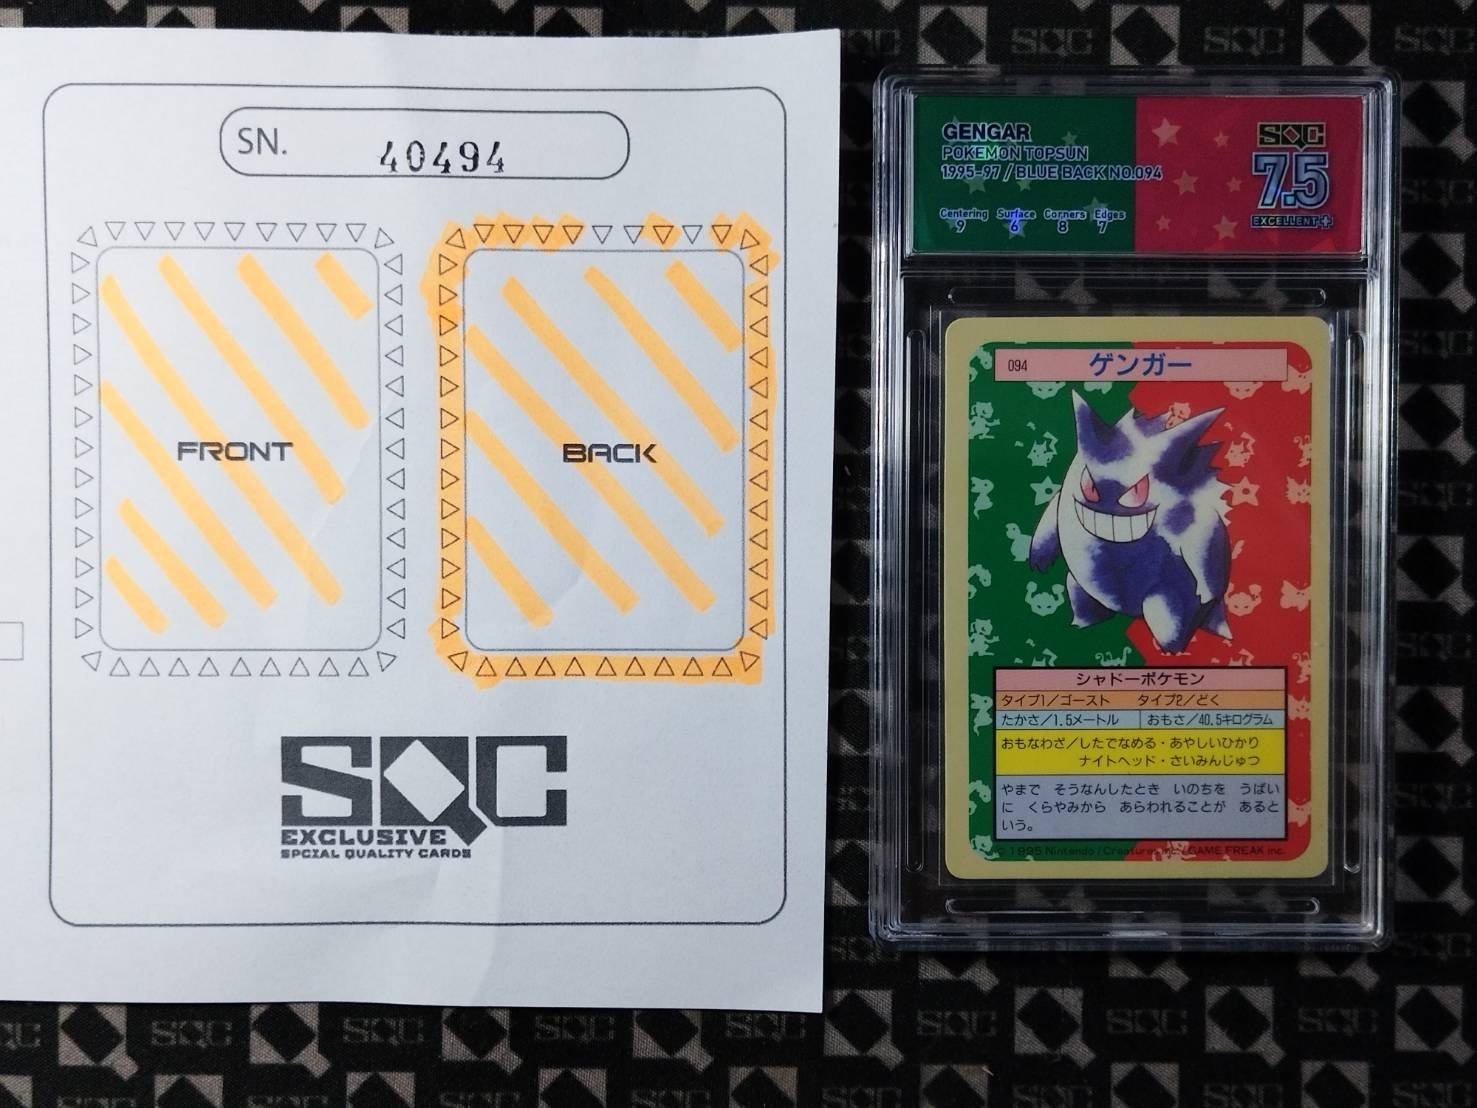 SN. 40494
FRONT
BACK
SQC
EXCLUSIVE
SPCIAL QUALITY CARDS
GENGAR
POKEMON TOPSUN
1995-97 / BLUE BACK NO.094
Centering Surface Corners Edges
9 6 8 7
SQC
7.5
EXCELLENT+
094 ゲンガー
シャドーポケモン
タイプ1/ゴースト タイプ2/どく
たかさ/1.5メートル おもさ/40.5キログラム
おもなわざ/したでなめる・あやしいひかり
ナイトヘッド・さいみんじゅつ
やまで そうなんしたとき いのちを うばい
に くらやみから あらわれることが あると
いう。
© 1995 Nintendo / Creatures inc. / GAME FREAK inc.